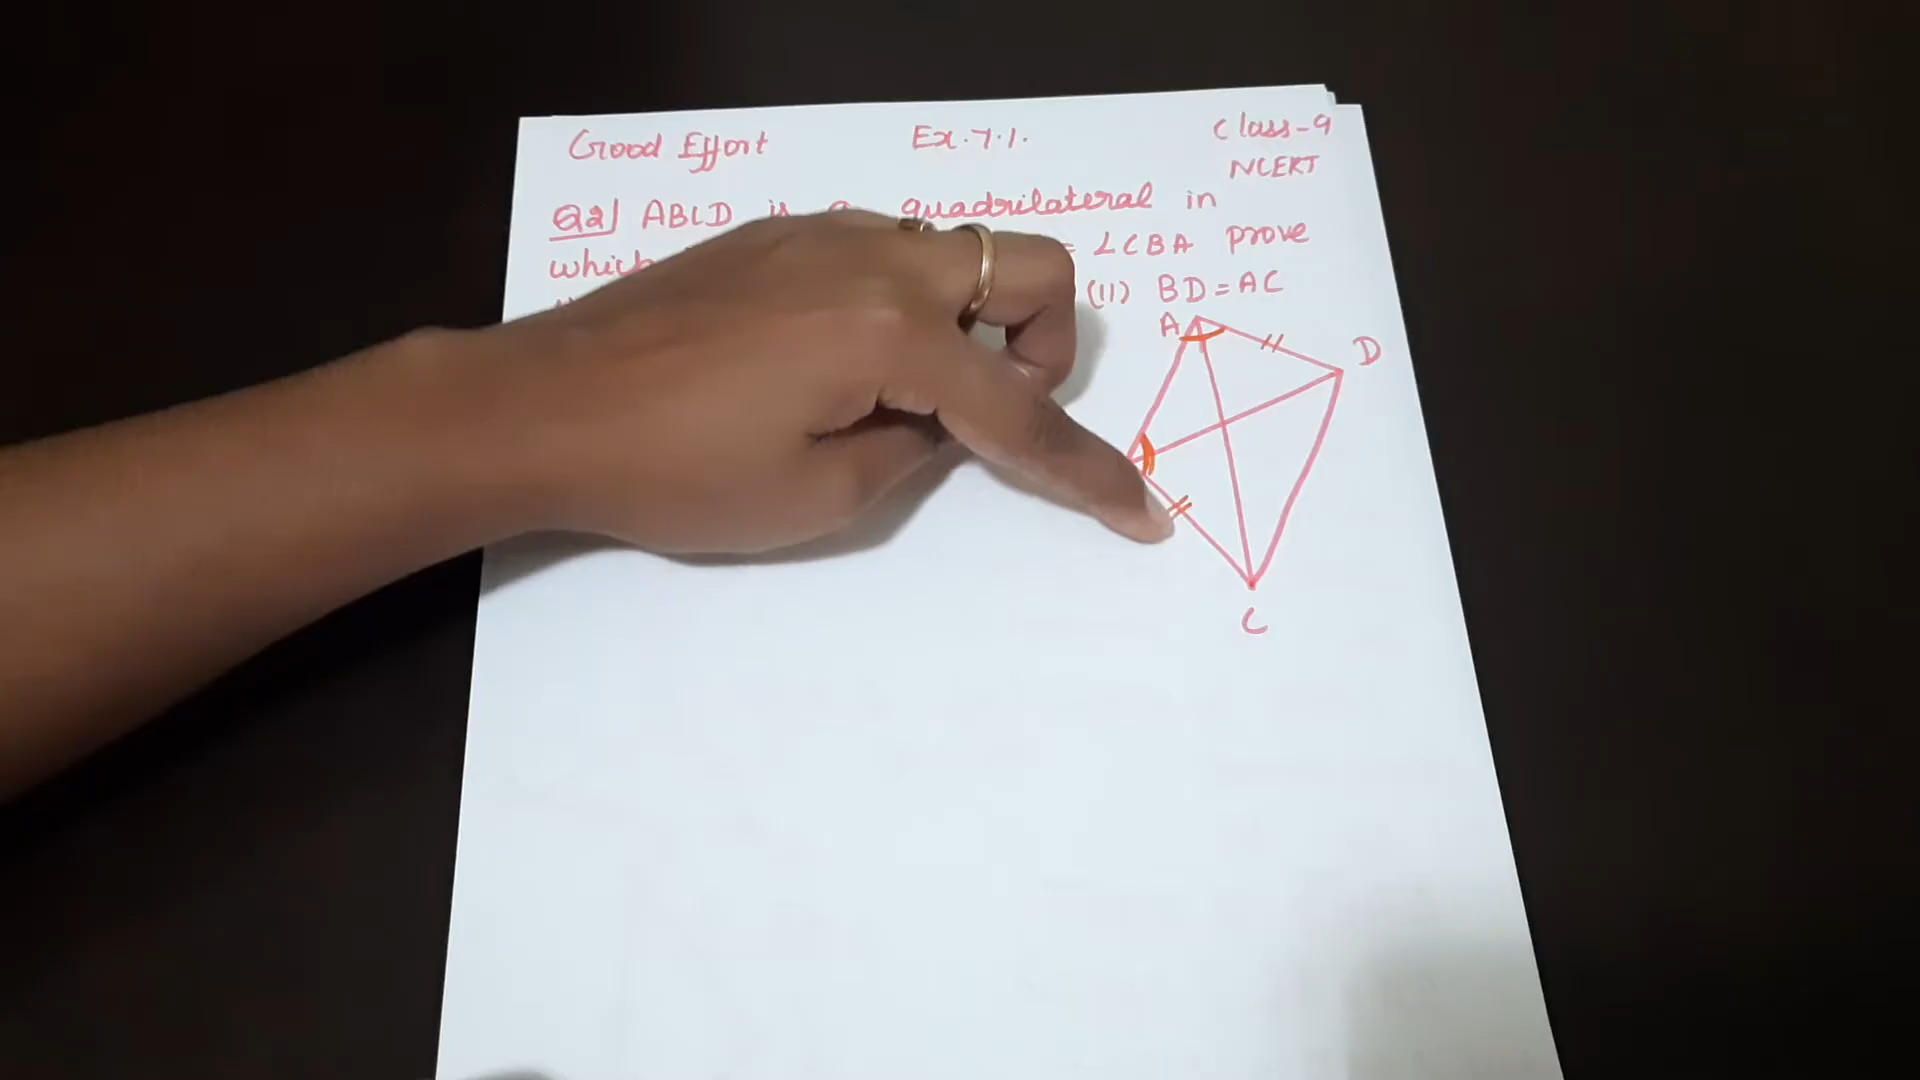 Good Effort Ex.7.1. Class-9
NCERT
Q2) ABCD is a quadrilateral in
which = ∠CBA prove
(II) BD=AC
A
D
C